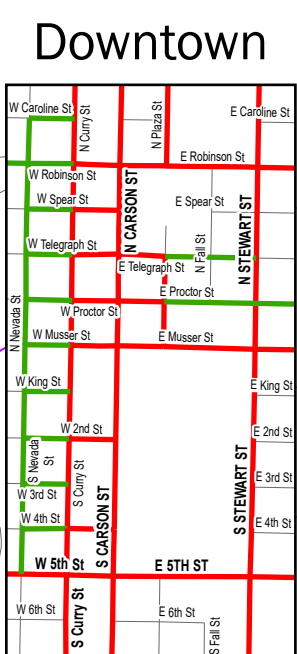 Downtown
W Caroline St
N Curry St
N Plaza St
E Caroline St
E Robinson St
W Robinson St
N CARSON ST
W Spear St
E Spear St
N STEWART ST
W Telegraph St
N Fall St
E Telegraph St
E Proctor St
N Nevada St
W Proctor St
W Musser St
E Musser St
W King St
E King St
W 2nd St
E 2nd St
S Nevada
St
S Curry St
S CARSON ST
S STEWART ST
E 3rd St
W 3rd St
W 4th St
E 4th St
W 5th St
E 5TH ST
W 6th St
S Curry St
E 6th St
S Fall St